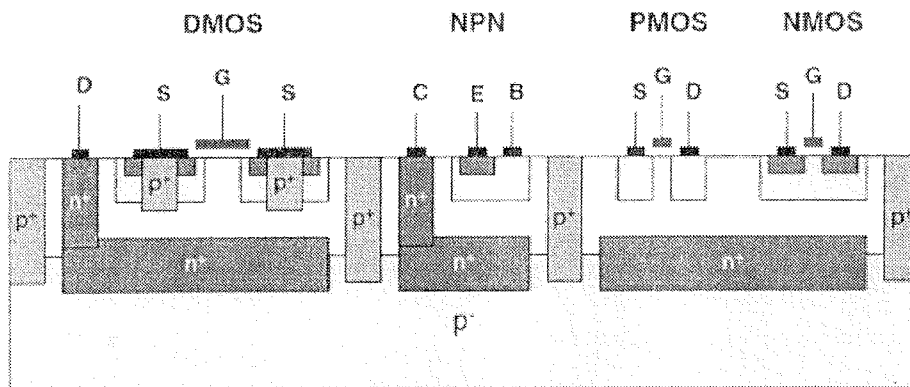 DMOS NPN PMOS NMOS
D S G S C E B S G D S G D
p⁺ n⁺ p⁺ p⁺ p⁺ n⁺ p⁺ p⁺
n⁺ n⁺ n⁺
p⁻